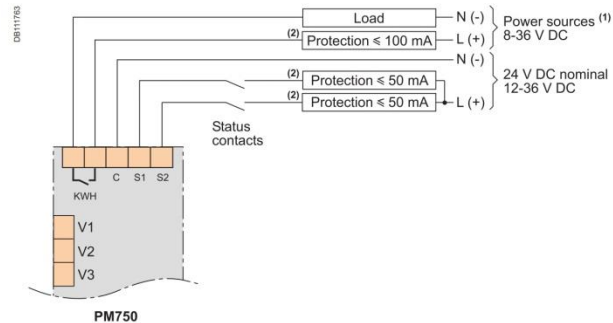 DB111763
Load N (-)
(2) Protection ⩽ 100 mA L (+)
Power sources (1)
8-36 V DC
N (-)
(2) Protection ⩽ 50 mA
(2) Protection ⩽ 50 mA L (+)
24 V DC nominal
12-36 V DC
Status
contacts
C S1 S2
KWH
V1
V2
V3
PM750